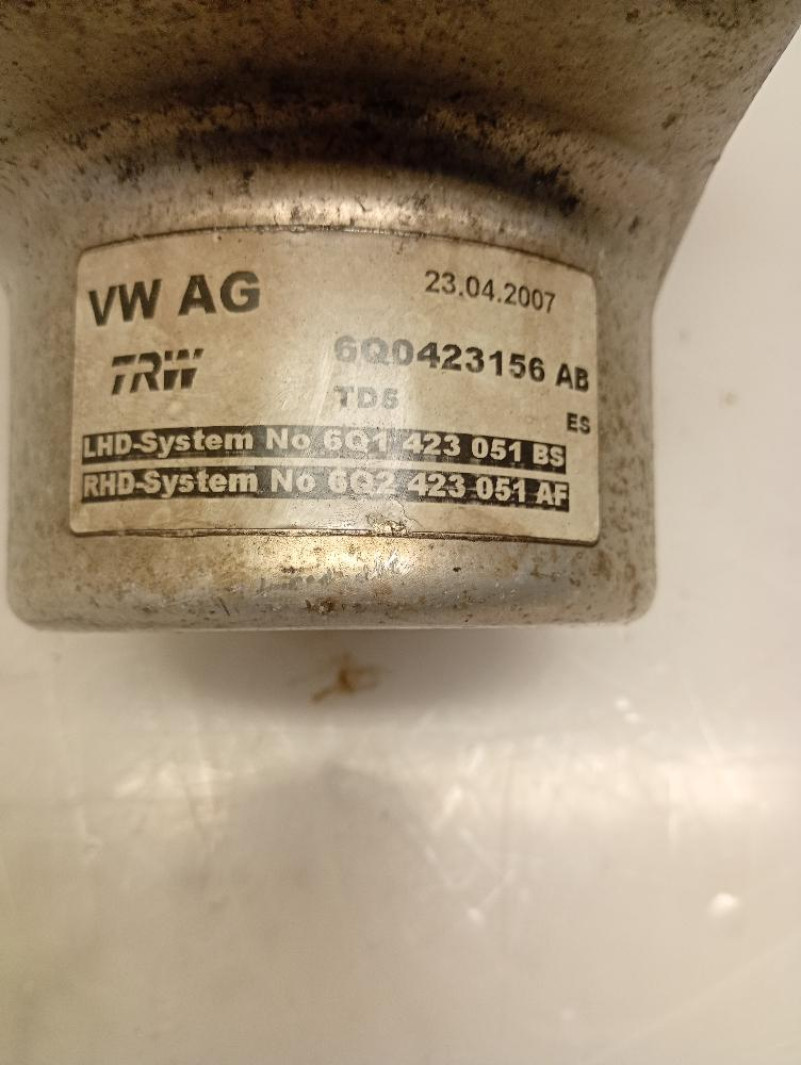 VW AG
23.04.2007
TRW
6Q0423156 AB
TDS
ES
LHD-System No 6Q1 423 051 BS
RHD-System No 6Q2 423 051 AF